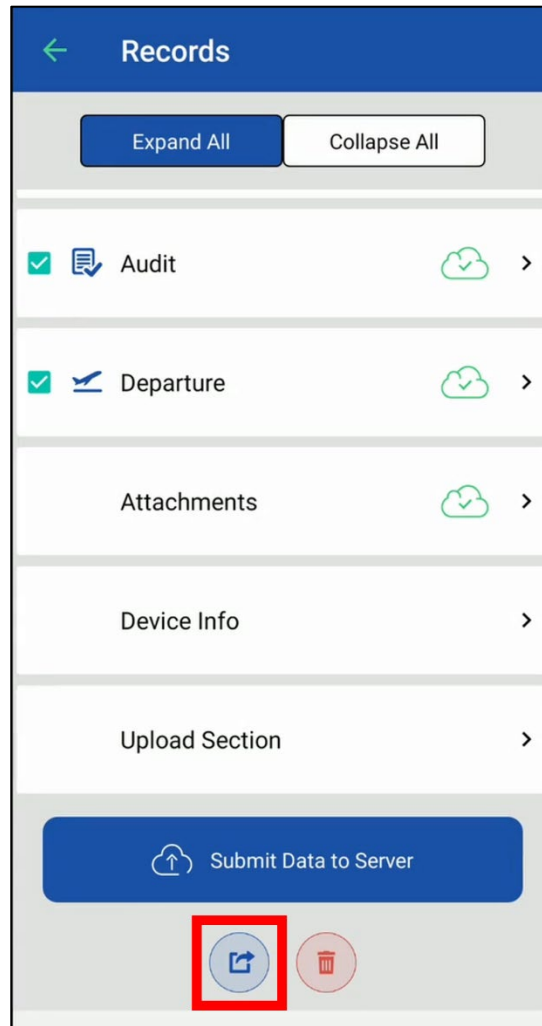 Records
Expand All
Collapse All
Audit
Departure
Attachments
Device Info
Upload Section
Submit Data to Server